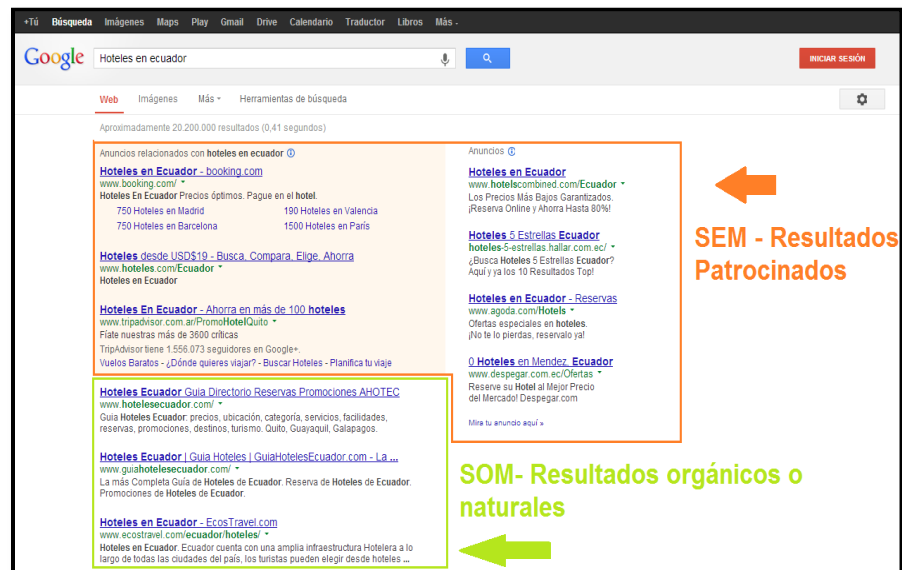 +Tú Búsqueda Imágenes Maps Play Gmail Drive Calendario Traductor Libros Más
Google Hoteles en ecuador INICIAR SESIÓN
Web Imágenes Más Herramientas de búsqueda
Aproximadamente 20.200.000 resultados (0,41 segundos)
Anuncios relacionados con hoteles en ecuador
Hoteles en Ecuador - booking.com
www.booking.com/
Hoteles En Ecuador Precios óptimos. Pague en el hotel.
750 Hoteles en Madrid 190 Hoteles en Valencia
750 Hoteles en Barcelona 1500 Hoteles en París
Hoteles desde USD$19 - Busca, Compara, Elige, Ahorra
www.hoteles.com/Ecuador
Hoteles en Ecuador
Hoteles En Ecuador - Ahorra en más de 100 hoteles
www.tripadvisor.com.ar/PromoHotelQuito
Fíate nuestras más de 3600 críticas
TripAdvisor tiene 1.556.073 seguidores en Google+.
Vuelos Baratos - ¿Dónde quieres viajar? - Buscar Hoteles - Planifica tu viaje
Anuncios
Hoteles en Ecuador
www.hotelscombined.com/Ecuador
Los Precios Más Bajos Garantizados.
¡Reserva Online y Ahorra Hasta 80%!
Hoteles 5 Estrellas Ecuador
hoteles-5-estrellas.hallar.com.ec/
¿Busca Hoteles 5 Estrellas Ecuador?
Aquí y ya los 10 Resultados Top!
Hoteles en Ecuador - Reservas
www.agoda.com/Hotels
Ofertas especiales en hoteles.
¡No te lo pierdas, reservalo ya!
0 Hoteles en Mendez, Ecuador
www.despegar.com.ec/Ofertas
Reserve su Hotel al Mejor Precio
del Mercado! Despegar.com
Mira tu anuncio aquí »
SEM - Resultados
Patrocinados
Hoteles Ecuador Guia Directorio Reservas Promociones AHOTEC
www.hotelesecuador.com/
Guia Hoteles Ecuador: precios, ubicación, categoría, servicios, facilidades,
reservas, promociones, destinos, turismo. Quito, Guayaquil, Galapagos.
Hoteles en Ecuador | Guia Hoteles | GuiaHotelesEcuador.com - La ...
www.guiahotelesecuador.com/
La más Completa Guía de Hoteles de Ecuador. Reserva de Hoteles de Ecuador.
Promociones de Hoteles de Ecuador.
Hoteles en Ecuador - EcosTravel.com
www.ecostravel.com/ecuador/hoteles/
Hoteles en Ecuador. Ecuador cuenta con una amplia infraestructura Hotelera a lo
largo de todas las ciudades del país, los turistas pueden elegir desde hoteles ...
SOM- Resultados orgánicos o
naturales